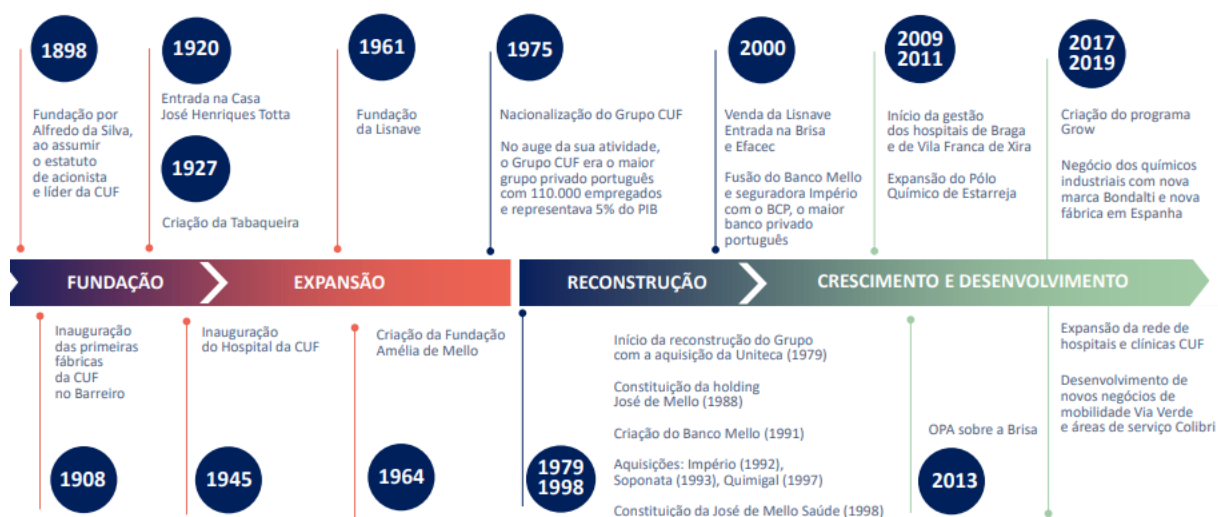 1898
Fundação por
Alfredo da Silva,
ao assumir
o estatuto
de acionista
e líder da CUF
1920
Entrada na Casa
José Henriques Totta
1927
Criação da Tabaqueira
1961
Fundação
da Lisnave
1975
Nacionalização do Grupo CUF
No auge da sua atividade,
o Grupo CUF era o maior
grupo privado português
com 110.000 empregados
e representava 5% do PIB
2000
Venda da Lisnave
Entrada na Brisa
e Efacec
Fusão do Banco Mello
e seguradora Império
com o BCP, o maior
banco privado
português
2009
2011
Início da gestão
dos hospitais de Braga
e de Vila Franca de Xira
Expansão do Pólo
Químico de Estarreja
2017
2019
Criação do programa
Grow
Negócio dos químicos
industriais com nova
marca Bondalti e nova
fábrica em Espanha
FUNDAÇÃO
EXPANSÃO
RECONSTRUÇÃO
CRESCIMENTO E DESENVOLVIMENTO
Inauguração
das primeiras
fábricas
da CUF
no Barreiro
1908
Inauguração
do Hospital da CUF
1945
Criação da Fundação
Amélia de Mello
1964
1979
1998
Início da reconstrução do Grupo
com a aquisição da Uniteca (1979)
Constituição da holding
José de Mello (1988)
Criação do Banco Mello (1991)
Aquisições: Império (1992),
Soponata (1993), Quimigal (1997)
Constituição da José de Mello Saúde (1998)
OPA sobre a Brisa
2013
Expansão da rede de
hospitais e clínicas CUF
Desenvolvimento de
novos negócios de
mobilidade Via Verde
e áreas de serviço Colibri